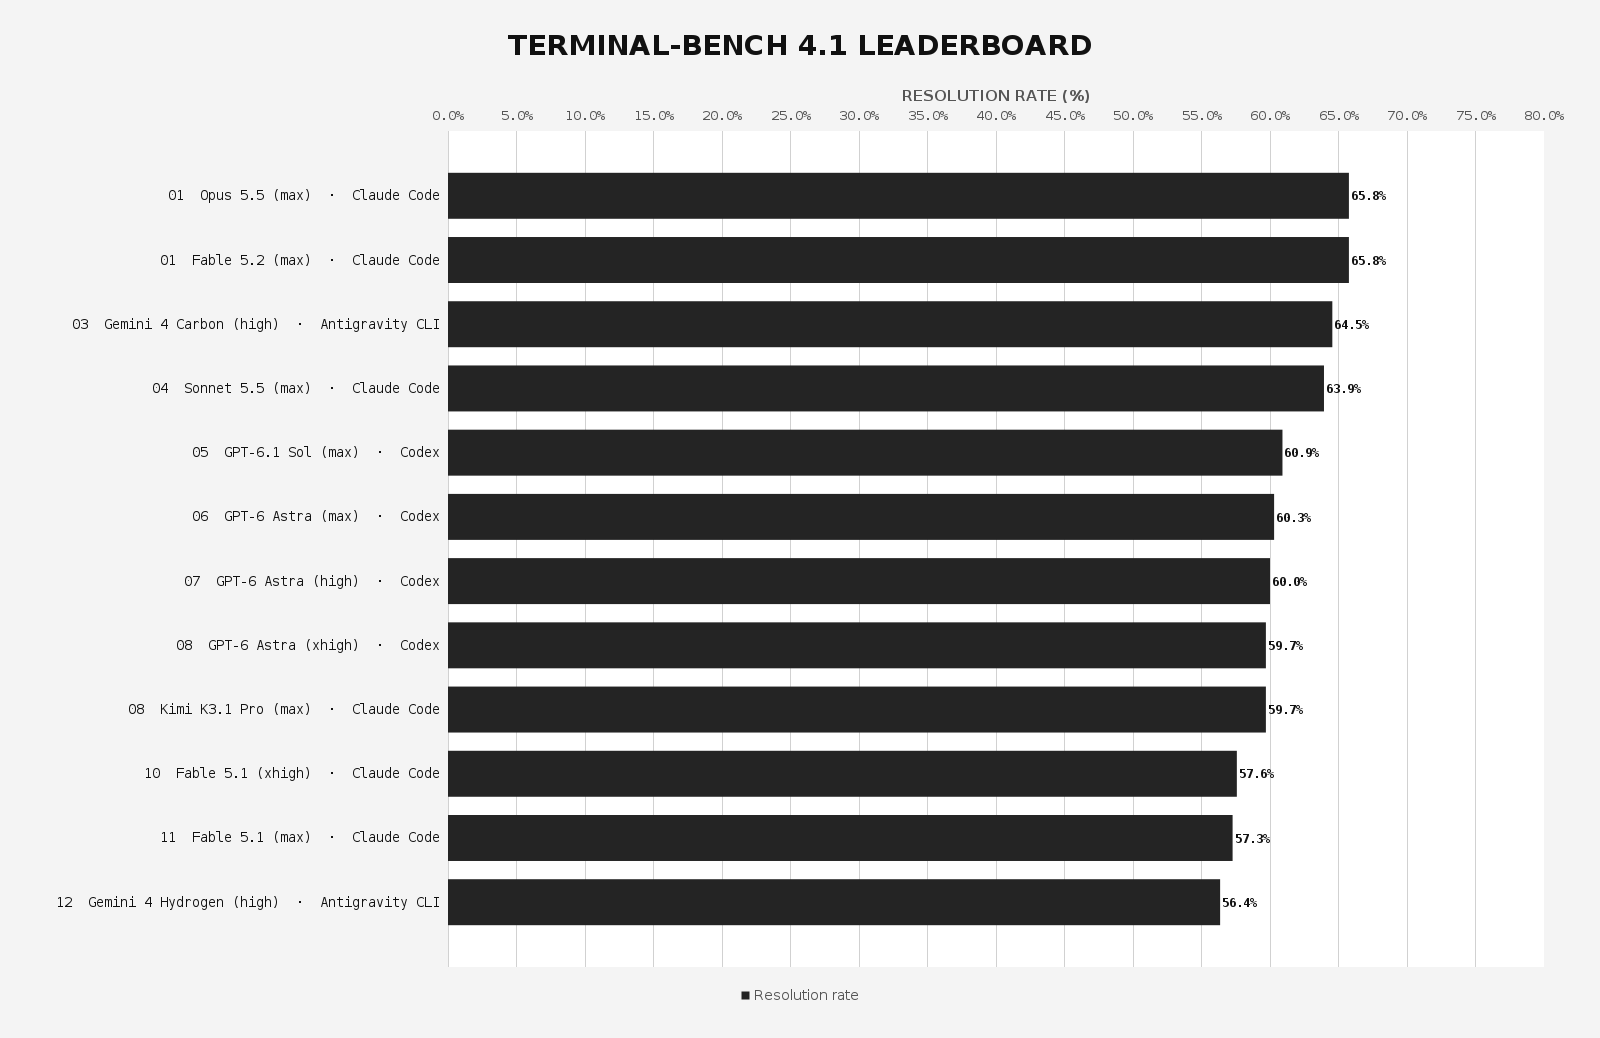 TERMINAL-BENCH 4.1 LEADERBOARD
RESOLUTION RATE (%)
0.0% 5.0% 10.0% 15.0% 20.0% 25.0% 30.0% 35.0% 40.0% 45.0% 50.0% 55.0% 60.0% 65.0% 70.0% 75.0% 80.0%
01 Opus 5.5 (max) · Claude Code 65.8%
01 Fable 5.2 (max) · Claude Code 65.8%
03 Gemini 4 Carbon (high) · Antigravity CLI 64.5%
04 Sonnet 5.5 (max) · Claude Code 63.9%
05 GPT-6.1 Sol (max) · Codex 60.9%
06 GPT-6 Astra (max) · Codex 60.3%
07 GPT-6 Astra (high) · Codex 60.0%
08 GPT-6 Astra (xhigh) · Codex 59.7%
08 Kimi K3.1 Pro (max) · Claude Code 59.7%
10 Fable 5.1 (xhigh) · Claude Code 57.6%
11 Fable 5.1 (max) · Claude Code 57.3%
12 Gemini 4 Hydrogen (high) · Antigravity CLI 56.4%
Resolution rate